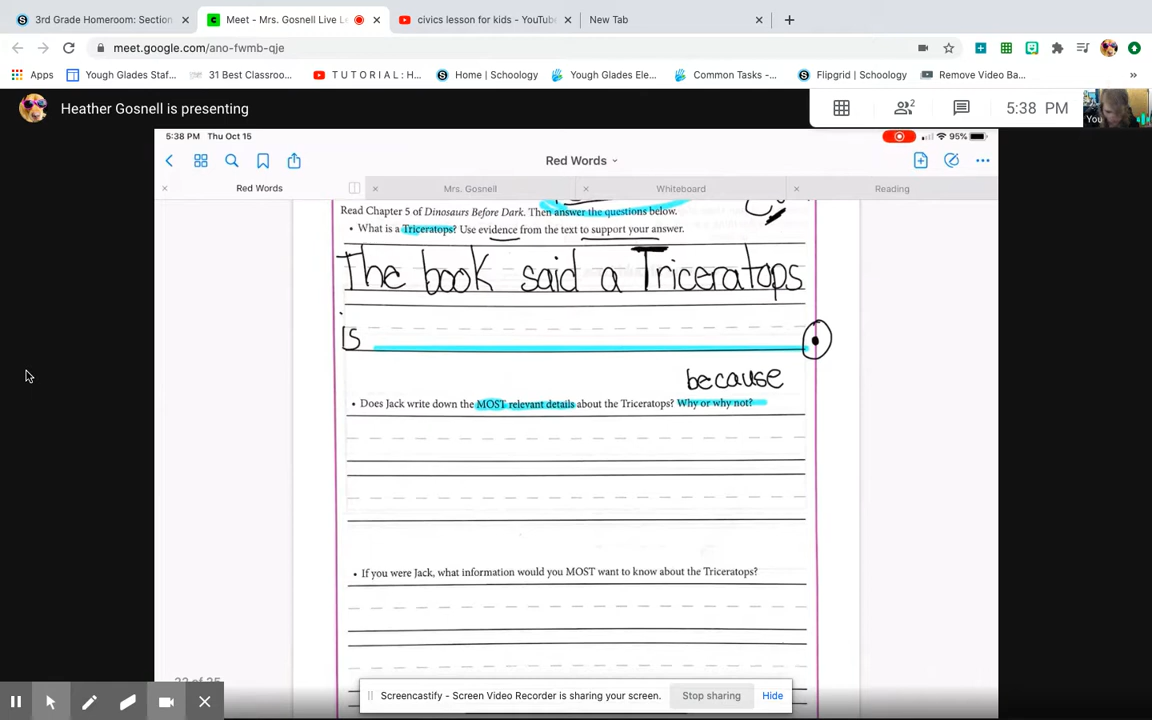 3rd Grade Homeroom: Section
Meet - Mrs. Gosnell Live L
civics lesson for kids - YouTube
New Tab
meet.google.com/ano-fwmb-qje
Apps
Yough Glades Staf...
31 Best Classroo...
T U T O R I A L : H...
Home | Schoology
Yough Glades Ele...
Common Tasks -...
Flipgrid | Schoology
Remove Video Ba...
Heather Gosnell is presenting
2
5:38 PM
You
5:38 PM Thu Oct 15
95%
Red Words
Red Words
Mrs. Gosnell
Whiteboard
Reading
Read Chapter 5 of Dinosaurs Before Dark. Then answer the questions below.
• What is a Triceratops? Use evidence from the text to support your answer.
The book said a Triceratops
is .
because
• Does Jack write down the MOST relevant details about the Triceratops? Why or why not?
• If you were Jack, what information would you MOST want to know about the Triceratops?
Screencastify - Screen Video Recorder is sharing your screen.
Stop sharing
Hide